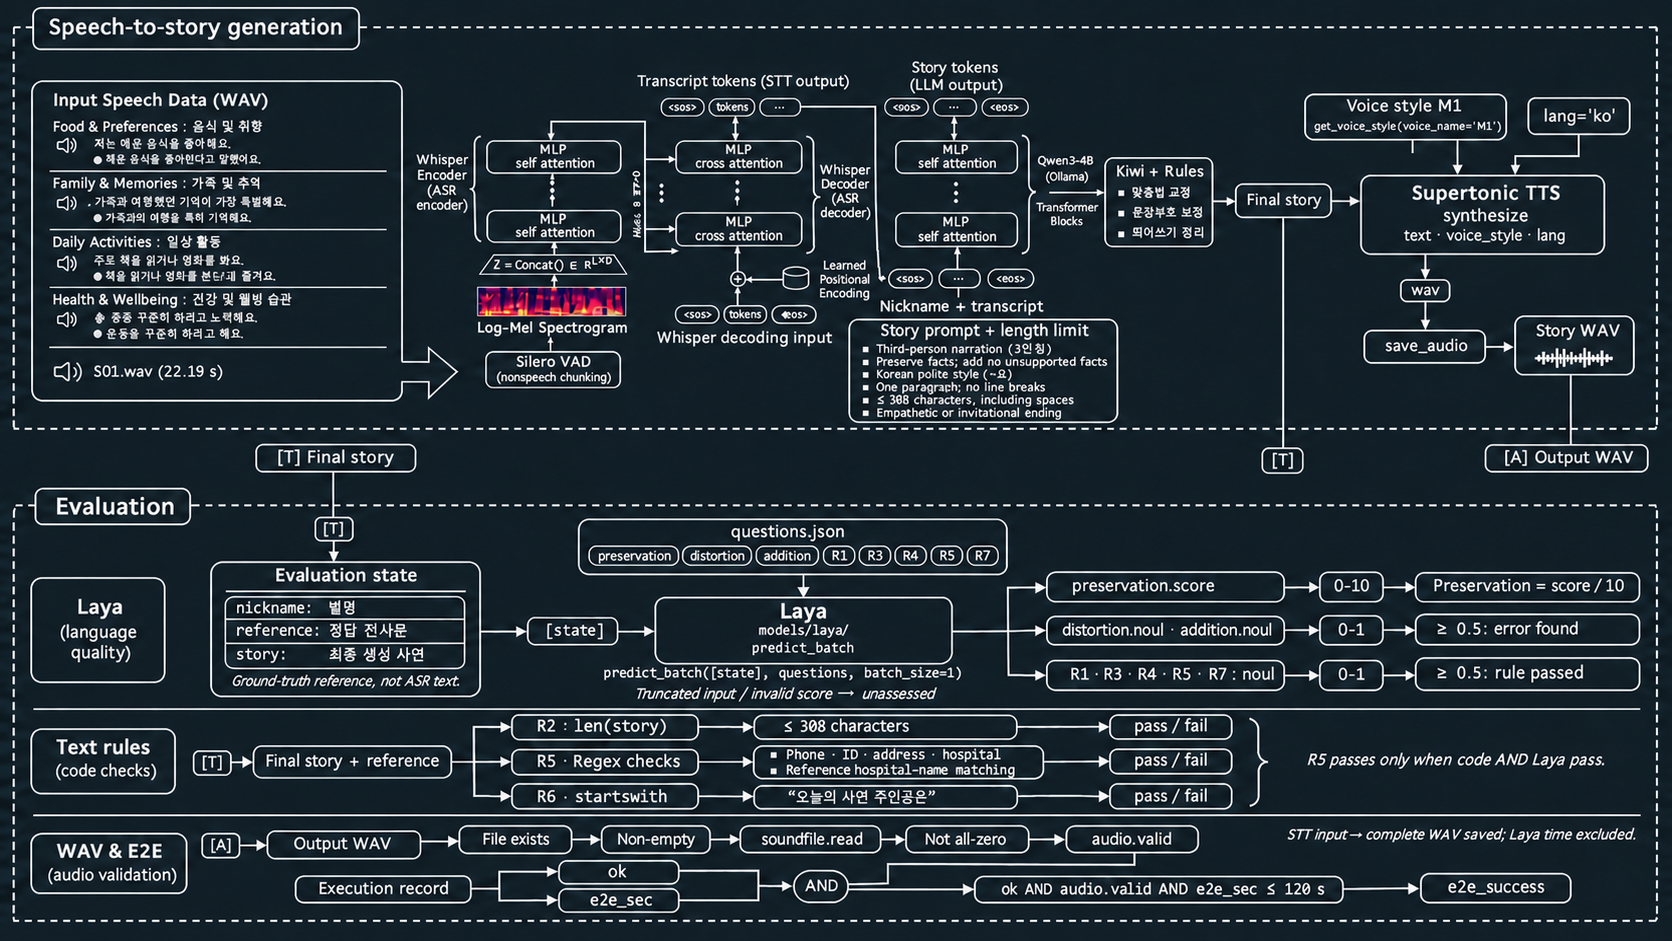 Speech-to-story generation
Input Speech Data (WAV)
Food & Preferences : 음식 및 취향
저는 매운 음식을 좋아해요.
음식을
Family & Memories : 가족 및 추억
가족과 여행했던 기억이 가장 특별해요.
가족과의 여행을 특히 기억해요.
Daily Activities : 일상 활동
주로 책을 읽거나 영화를 봐요.
책을 읽거나 영화를 즐겨요.
Health & Wellbeing : 건강 및 웰빙 습관
꾸준히 하리고 노력해요.
운동을 꾸준히 하리고 해요.
S01.wav (22.19 s)
Whisper
Encoder
(ASR
encoder)
MLP
self attention
MLP
self attention
Z = Concat() ∈ R^L×D
Log-Mel Spectrogram
Silero VAD
(nonspeech chunking)
Transcript tokens (STT output)
<sos>
tokens
...
MLP
cross attention
MLP
cross attention
Whisper
Decoder
(ASR
decoder)
Learned
Positional
Encoding
<sos>
tokens
Whisper decoding input
Story tokens
(LLM output)
...
<eos>
MLP
self attention
MLP
self attention
<sos>
...
<eos>
Nickname + transcript
Story prompt + length limit
Third-person narration (3인칭)
Preserve facts; add no unsupported facts
Korean polite style (--요)
One paragraph; no line breaks
≤ 308 characters, including spaces
Empathetic or invitational ending
Qwen3-4B
(Ollama)
Transformer
Blocks
Kiwi + Rules
맞춤법 교정
문장부호 보정
띄어쓰기 정리
Final story
Voice style M1
get_voice_style(voice_name='M1')
lang='ko'
Supertonic TTS
synthesize
text · voice_style · lang
wav
save_audio
Story WAV
[T] Final story
[T]
[A] Output WAV
Evaluation
[T]
Laya
(language
quality)
Evaluation state
nickname: 별명
reference: 정답 전사문
story: 최종 생성 사연
Ground-truth reference, not ASR text.
[state]
questions.json
preservation
distortion
addition
R1
R3
R4
R5
R7
Laya
models/laya/
predict_batch
predict_batch([state], questions, batch_size=1)
Truncated input / invalid score → unassessed
preservation.score
0-10
Preservation = score / 10
distortion.noul · addition.noul
0-1
≥ 0.5: error found
R1 · R3 · R4 · R5 · R7 : noul
0-1
≥ 0.5: rule passed
Text rules
(code checks)
[T]
Final story + reference
R2 : len(story)
≤ 308 characters
pass / fail
R5 · Regex checks
Phone · ID · address · hospital
Reference hospital-name matching
pass / fail
R6 · startswith
“오늘의 사연 주인공은”
pass / fail
R5 passes only when code AND Laya pass.
WAV & E2E
(audio validation)
[A]
Output WAV
File exists
Non-empty
soundfile.read
Not all-zero
audio.valid
STT input → complete WAV saved; Laya time excluded.
Execution record
ok
e2e_sec
AND
ok AND audio.valid AND e2e_sec ≤ 120 s
e2e_success